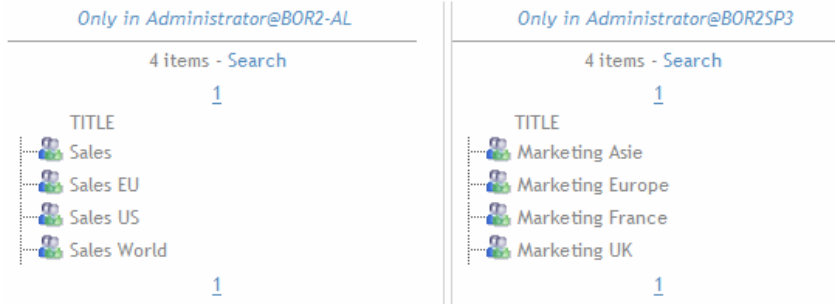 Only in Administrator@BOR2-AL
4 items - Search
1
TITLE
Sales
Sales EU
Sales US
Sales World
1
Only in Administrator@BOR2SP3
4 items - Search
1
TITLE
Marketing Asie
Marketing Europe
Marketing France
Marketing UK
1